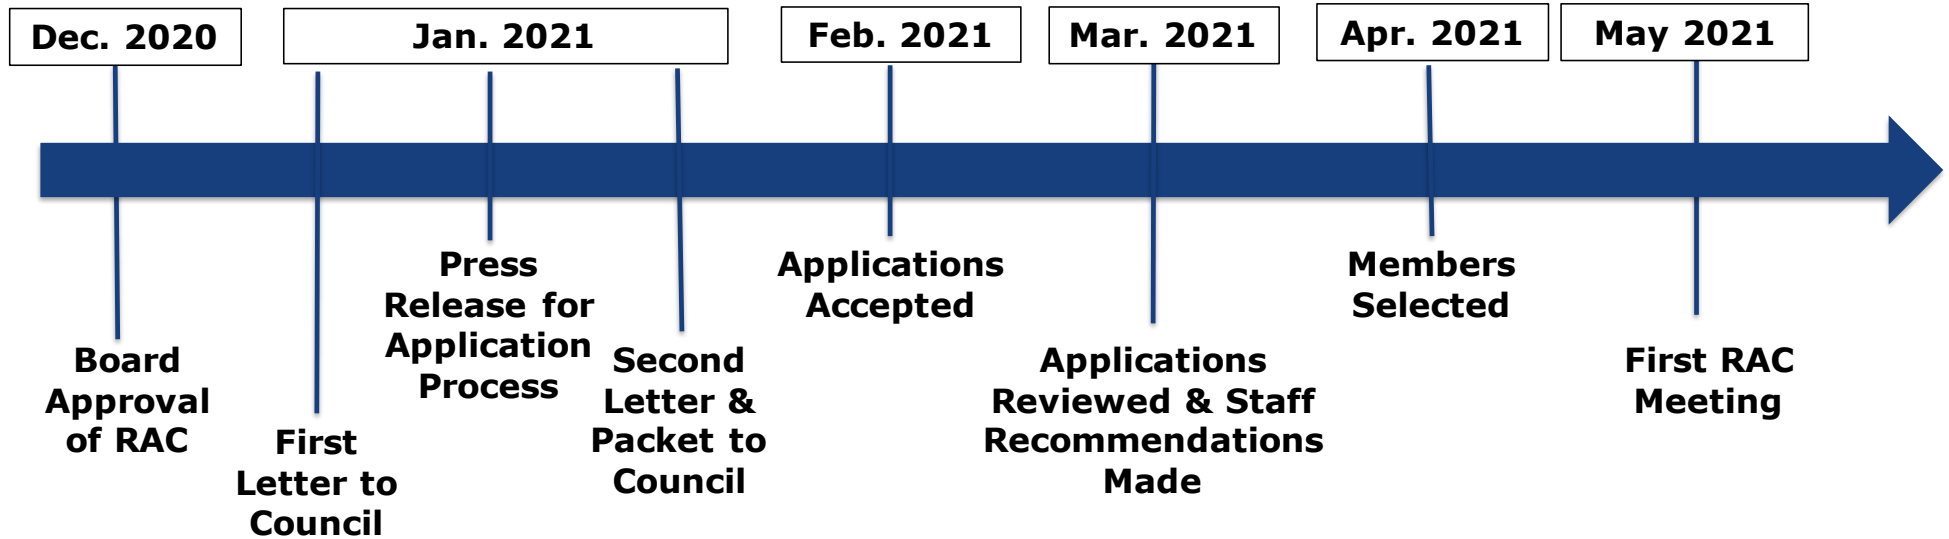 Dec. 2020
Jan. 2021
Feb. 2021
Mar. 2021
Apr. 2021
May 2021
Board
Approval
of RAC
First
Letter to
Council
Press
Release for
Application
Process
Second
Letter &
Packet to
Council
Applications
Accepted
Applications
Reviewed & Staff
Recommendations
Made
Members
Selected
First RAC
Meeting